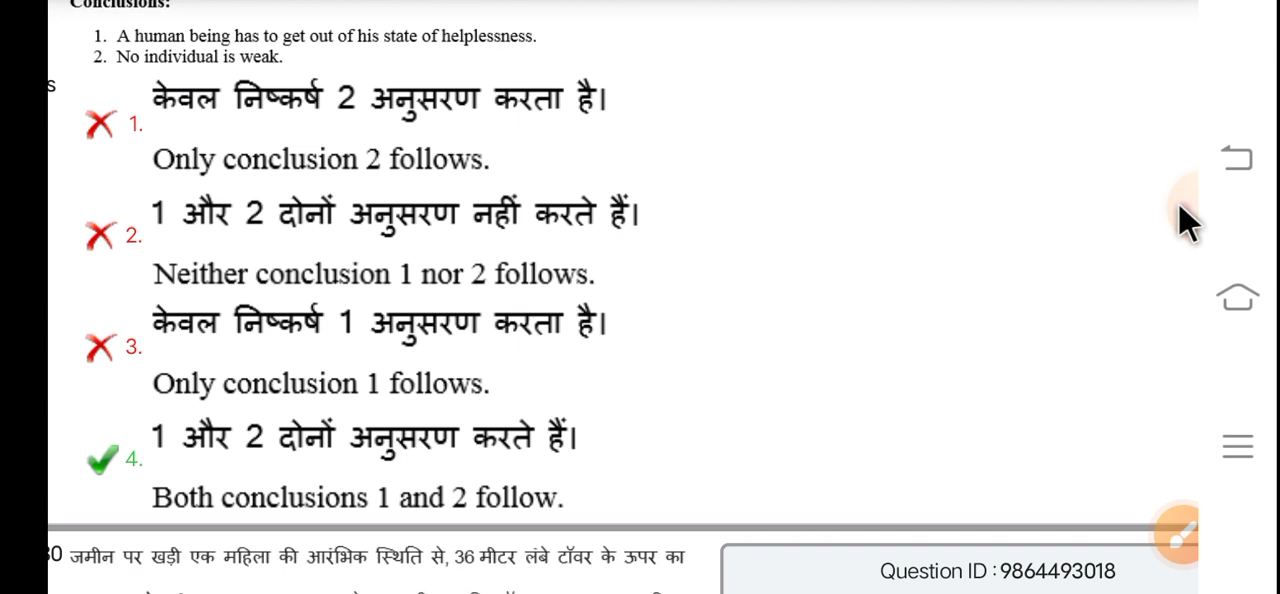 Conclusions:
1. A human being has to get out of his state of helplessness.
2. No individual is weak.
s
केवल निष्कर्ष 2 अनुसरण करता है।
1.
Only conclusion 2 follows.
1 और 2 दोनों अनुसरण नहीं करते हैं।
2.
Neither conclusion 1 nor 2 follows.
केवल निष्कर्ष 1 अनुसरण करता है।
3.
Only conclusion 1 follows.
1 और 2 दोनों अनुसरण करते हैं।
4.
Both conclusions 1 and 2 follow.
30 जमीन पर खड़ी एक महिला की आरंभिक स्थिति से, 36 मीटर लंबे टॉवर के ऊपर का
Question ID : 9864493018